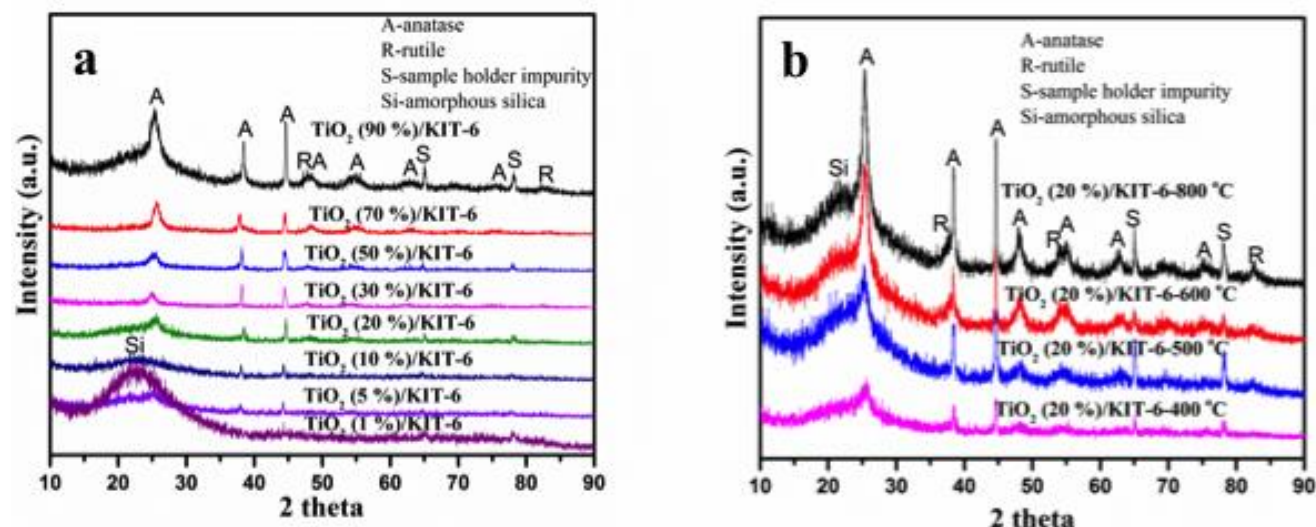 a
A-anatase
R-rutile
S-sample holder impurity
Si-amorphous silica
A
A
A
RA
A
A
S
A
S
R
TiO2 (90 %)/KIT-6
TiO2 (70 %)/KIT-6
TiO2 (50 %)/KIT-6
TiO2 (30 %)/KIT-6
TiO2 (20 %)/KIT-6
Si
TiO2 (10 %)/KIT-6
TiO2 (5 %)/KIT-6
TiO2 (1 %)/KIT-6
Intensity (a.u.)
10 20 30 40 50 60 70 80 90
2 theta
b
A-anatase
R-rutile
S-sample holder impurity
Si-amorphous silica
A
A
Si
A
R
A
R
A
A
S
A
S
R
TiO2 (20 %)/KIT-6-800 °C
TiO2 (20 %)/KIT-6-600 °C
TiO2 (20 %)/KIT-6-500 °C
TiO2 (20 %)/KIT-6-400 °C
Intensity (a.u.)
10 20 30 40 50 60 70 80 90
2 theta